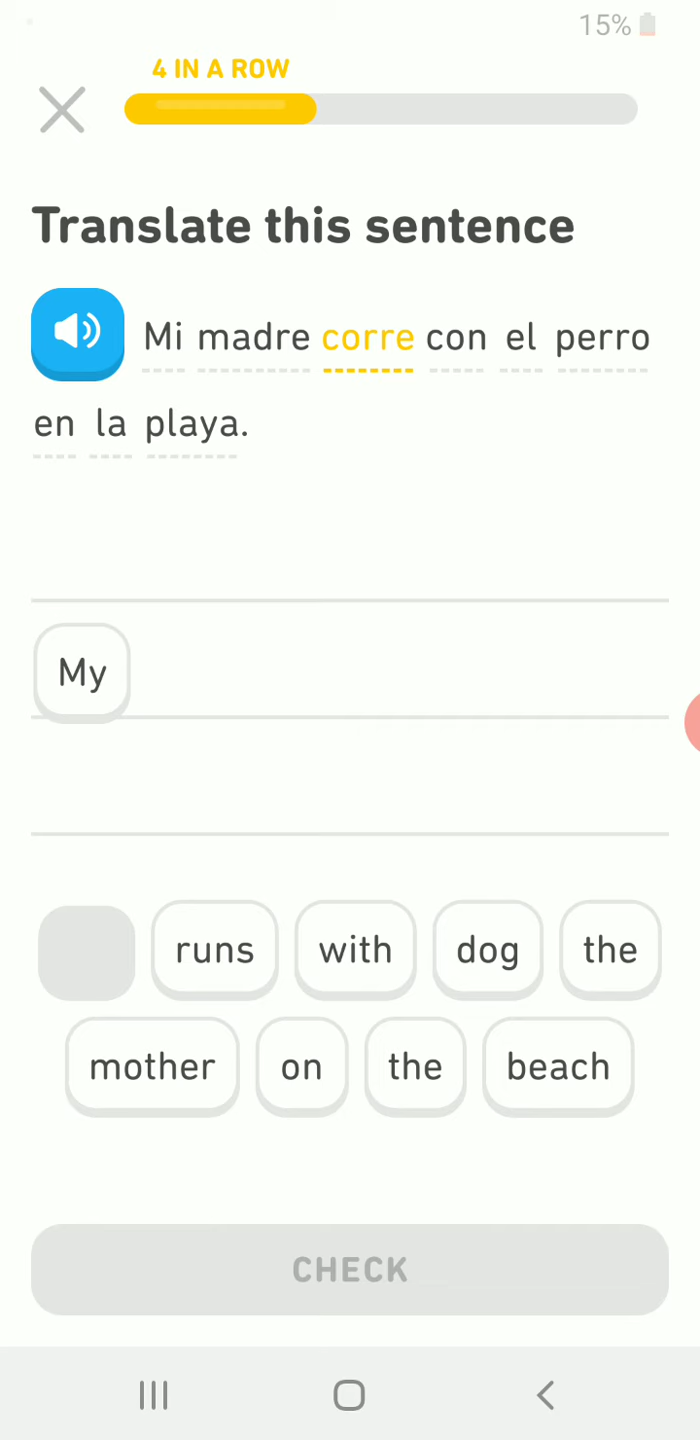 15%
4 IN A ROW
Translate this sentence
Mi madre corre con el perro
en la playa.
My
runs with dog the
mother on the beach
CHECK